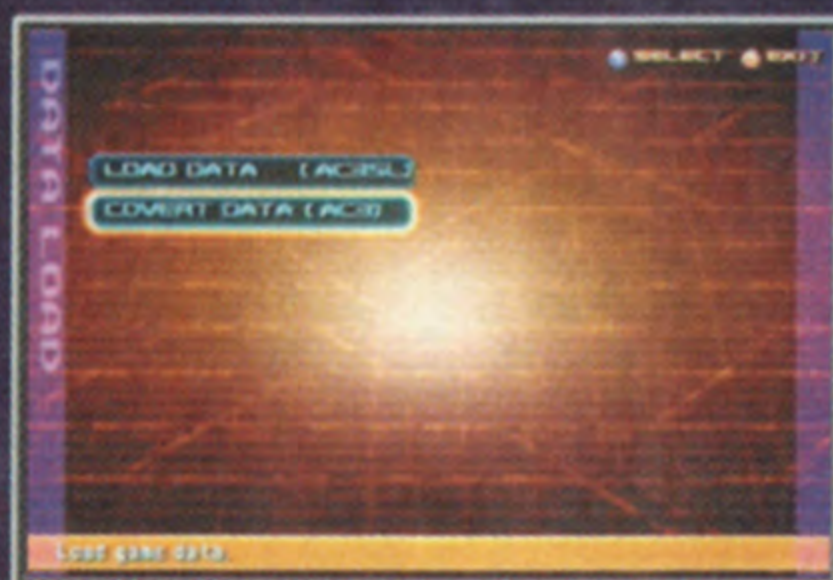 SELECT EXIT
DATA LOAD
LOAD DATA [AC3SL]
COVERT DATA (AC3)
Load game data.